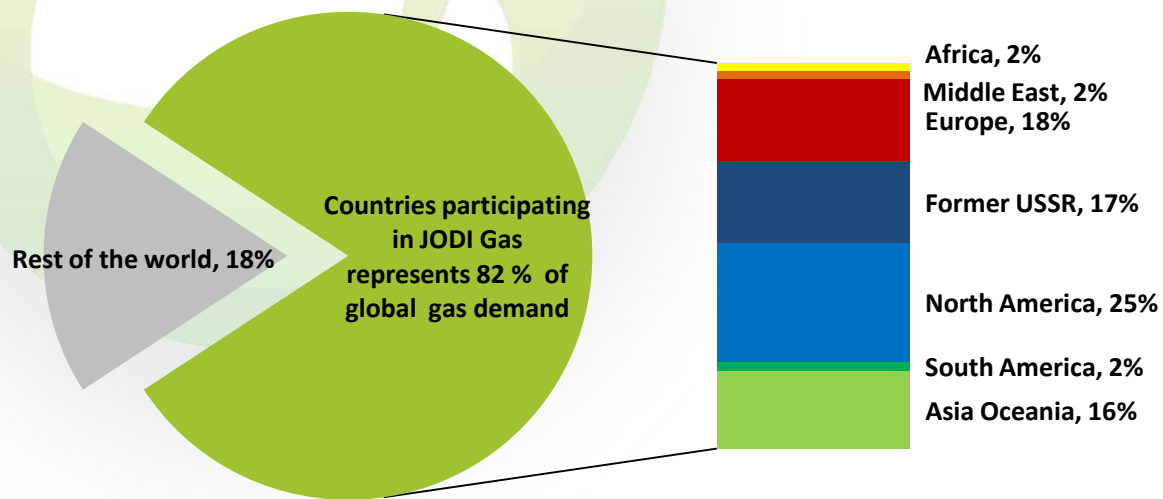 Rest of the world, 18%
Countries participating
in JODI Gas
represents 82 % of
global gas demand
Africa, 2%
Middle East, 2%
Europe, 18%
Former USSR, 17%
North America, 25%
South America, 2%
Asia Oceania, 16%